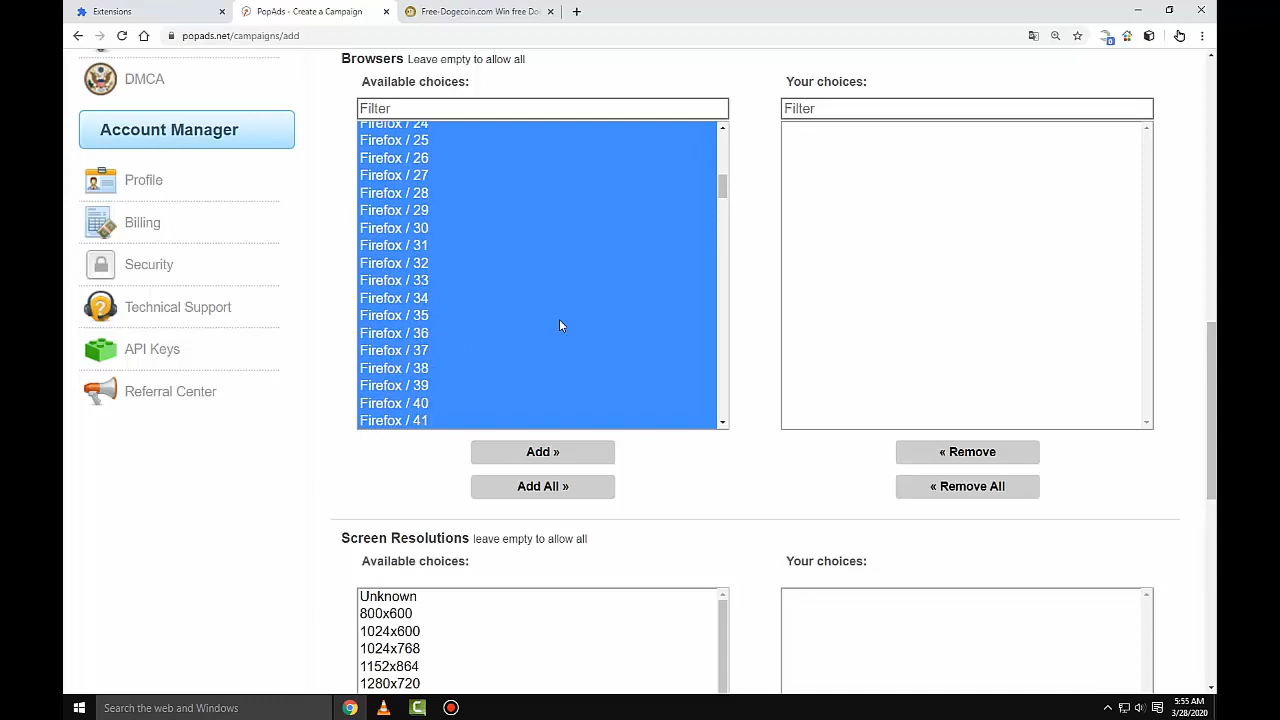 Extensions
PopAds - Create a Campaign
Free-Dogecoin.com Win free Do
popads.net/campaigns/add
DMCA
Account Manager
Profile
Billing
Security
Technical Support
API Keys
Referral Center
Browsers Leave empty to allow all
Available choices:
Filter
Firefox / 24
Firefox / 25
Firefox / 26
Firefox / 27
Firefox / 28
Firefox / 29
Firefox / 30
Firefox / 31
Firefox / 32
Firefox / 33
Firefox / 34
Firefox / 35
Firefox / 36
Firefox / 37
Firefox / 38
Firefox / 39
Firefox / 40
Firefox / 41
Add »
Add All »
Your choices:
Filter
« Remove
« Remove All
Screen Resolutions leave empty to allow all
Available choices:
Unknown
800x600
1024x600
1024x768
1152x864
1280x720
Your choices:
Search the web and Windows
5:55 AM
3/28/2020